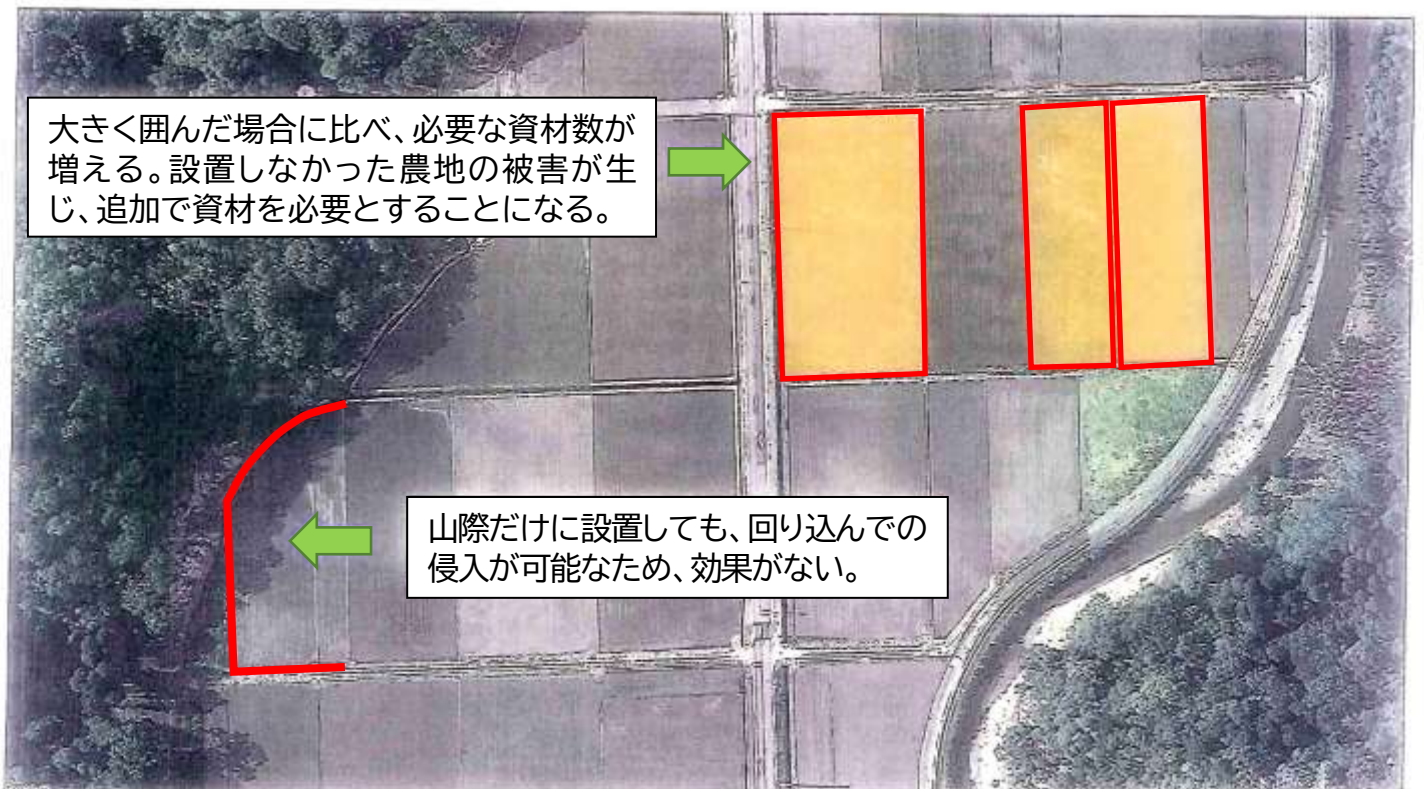 大きく囲んだ場合に比べ、必要な資材数が
増える。設置しなかった農地の被害が生
じ、追加で資材を必要とすることになる。
山際だけに設置しても、回り込んでの
侵入が可能なため、効果がない。